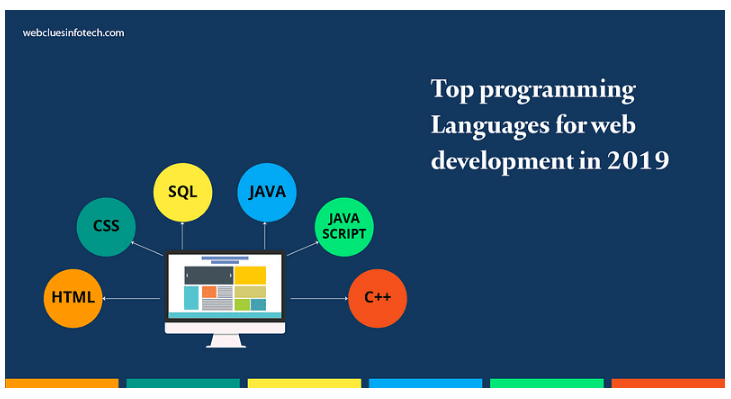 webcluesinfotech.com
Top programming
Languages for web
development in 2019
SQL
JAVA
CSS
JAVA
SCRIPT
HTML
C++